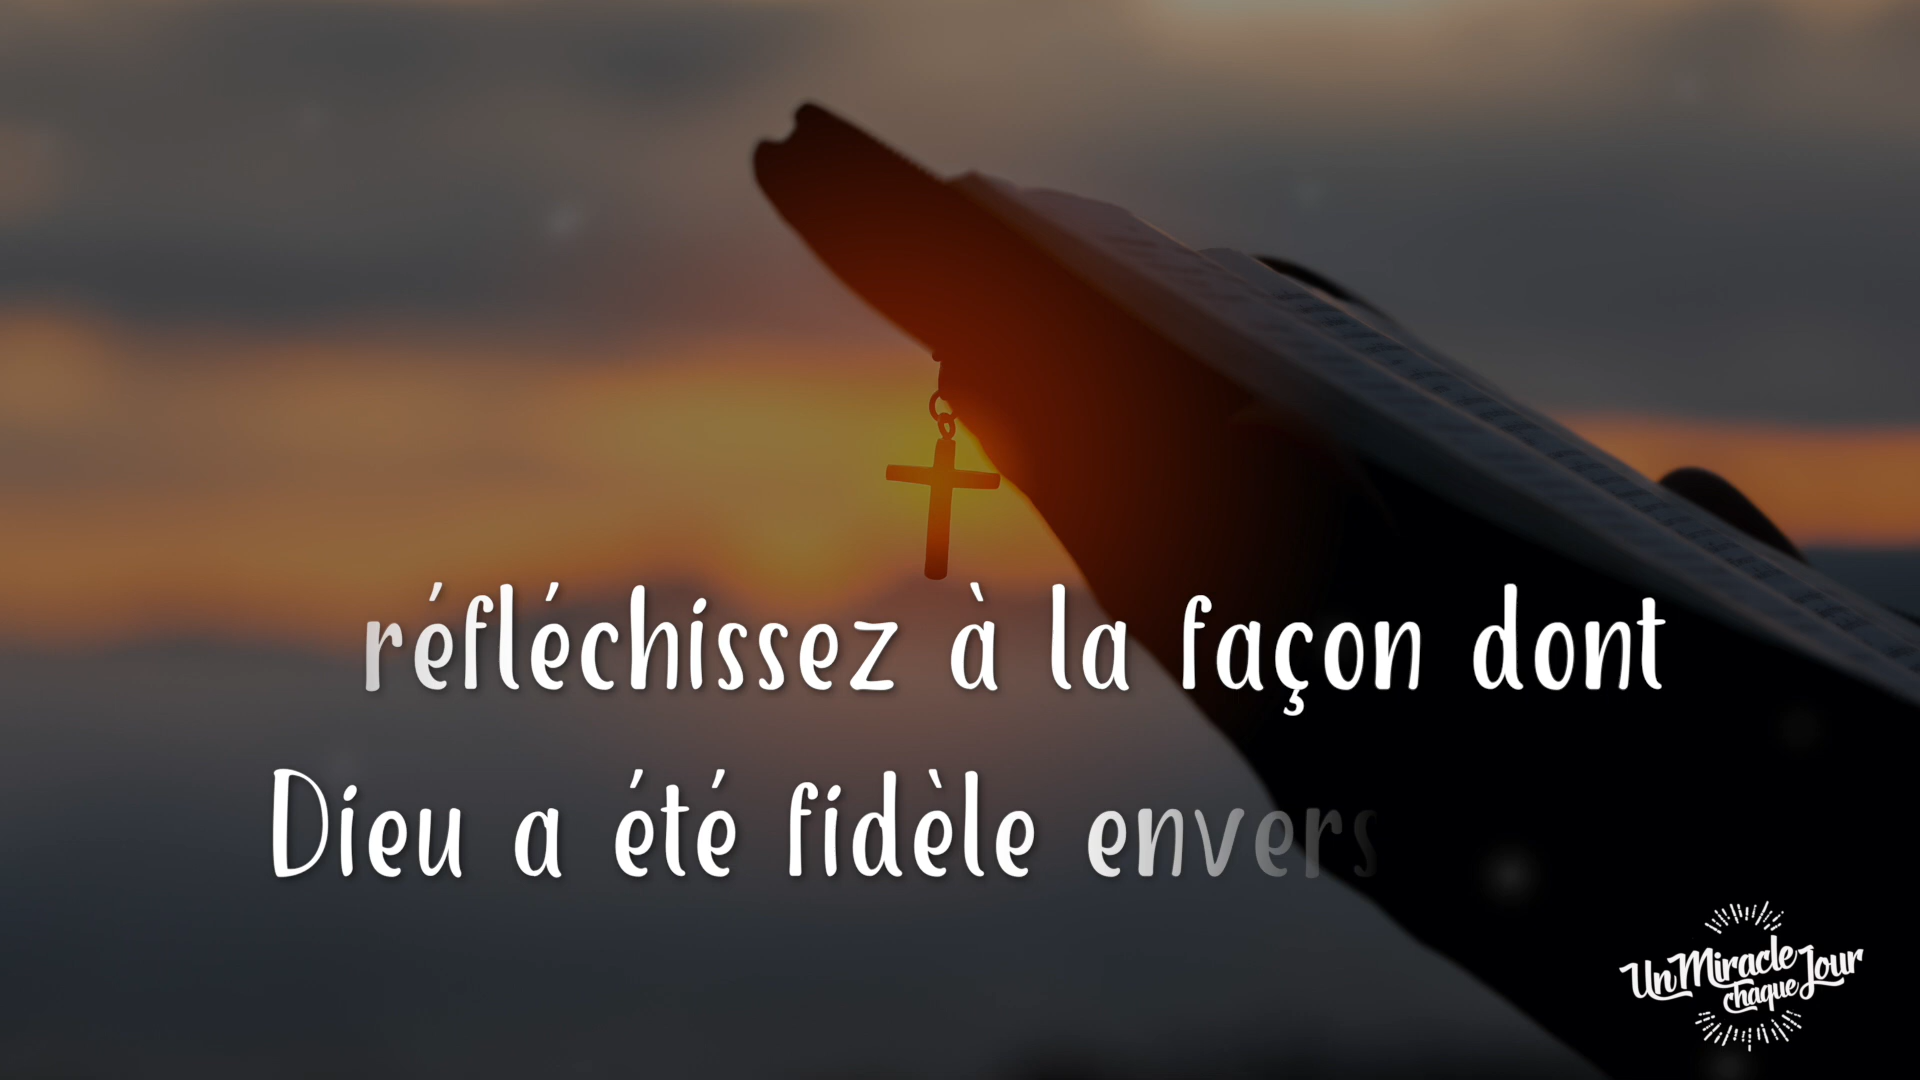 réfléchissez à la façon dont
Dieu a été fidèle envers
Un Miracle
chaque Jour